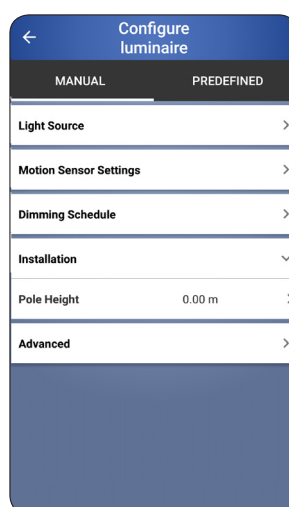 Configure
luminaire
MANUAL PREDEFINED
Light Source
Motion Sensor Settings
Dimming Schedule
Installation
Pole Height 0.00 m
Advanced